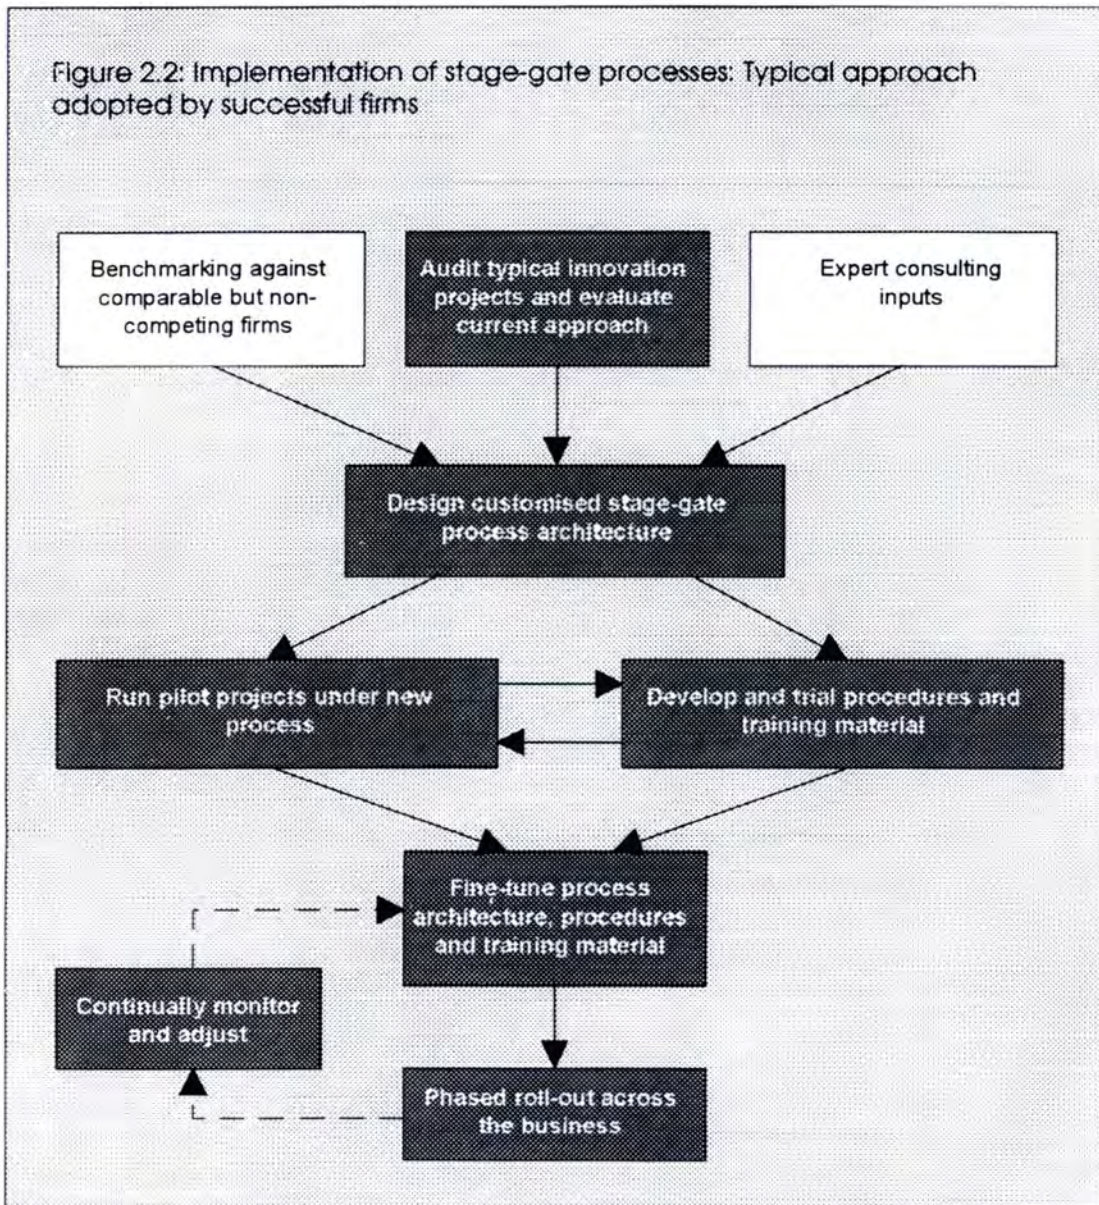 Figure 2.2: Implementation of stage-gate processes: Typical approach
adopted by successful firms
Benchmarking against
comparable but non-
competing firms
Audit typical innovation
projects and evaluate
current approach
Expert consulting
inputs
Design customised stage-gate
process architecture
Run pilot projects under new
process
Develop and trial procedures and
training material
Fine-tune process
architecture, procedures
and training material
Continually monitor
and adjust
Phased roll-out across
the business